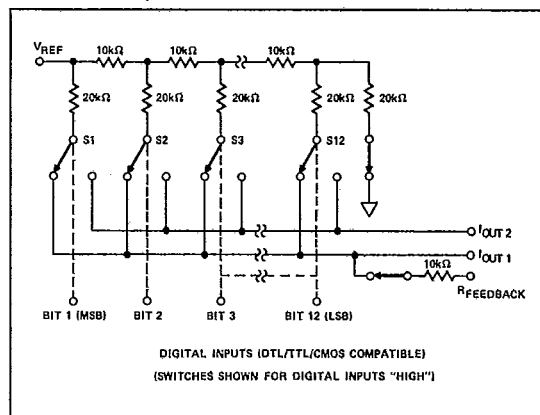 VREF
10kΩ 10kΩ 10kΩ
20kΩ 20kΩ 20kΩ 20kΩ 20kΩ
S1 S2 S3 S12
IOUT 2
IOUT 1
10kΩ
RFEEDBACK
BIT 1 (MSB) BIT 2 BIT 3 BIT 12 (LSB)
DIGITAL INPUTS (DTL/TTL/CMOS COMPATIBLE)
(SWITCHES SHOWN FOR DIGITAL INPUTS "HIGH")